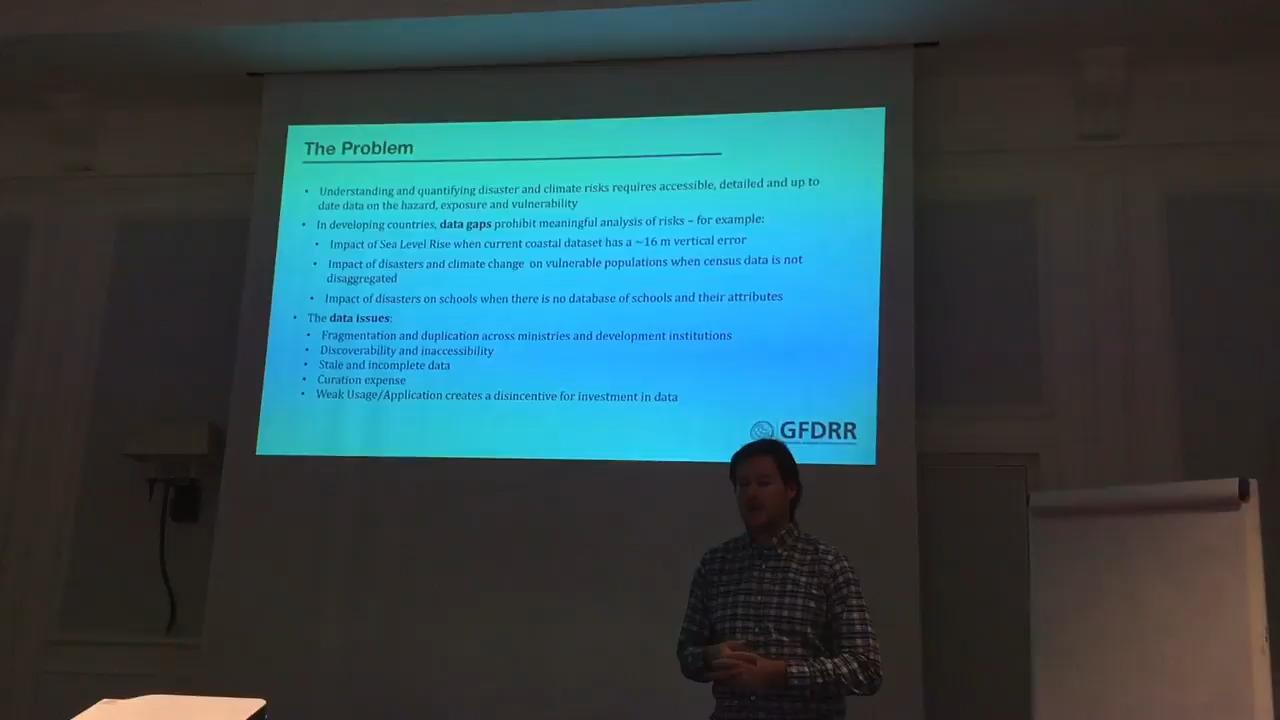 The Problem
• Understanding and quantifying disaster and climate risks requires accessible, detailed and up to
date data on the hazard, exposure and vulnerability
• In developing countries, data gaps prohibit meaningful analysis of risks – for example:
• Impact of Sea Level Rise when current coastal dataset has a ~16 m vertical error
• Impact of disasters and climate change on vulnerable populations when census data is not
disaggregated
• Impact of disasters on schools when there is no database of schools and their attributes
• The data issues:
• Fragmentation and duplication across ministries and development institutions
• Discoverability and inaccessibility
• Stale and incomplete data
• Curation expense
• Weak Usage/Application creates a disincentive for investment in data
GFDRR